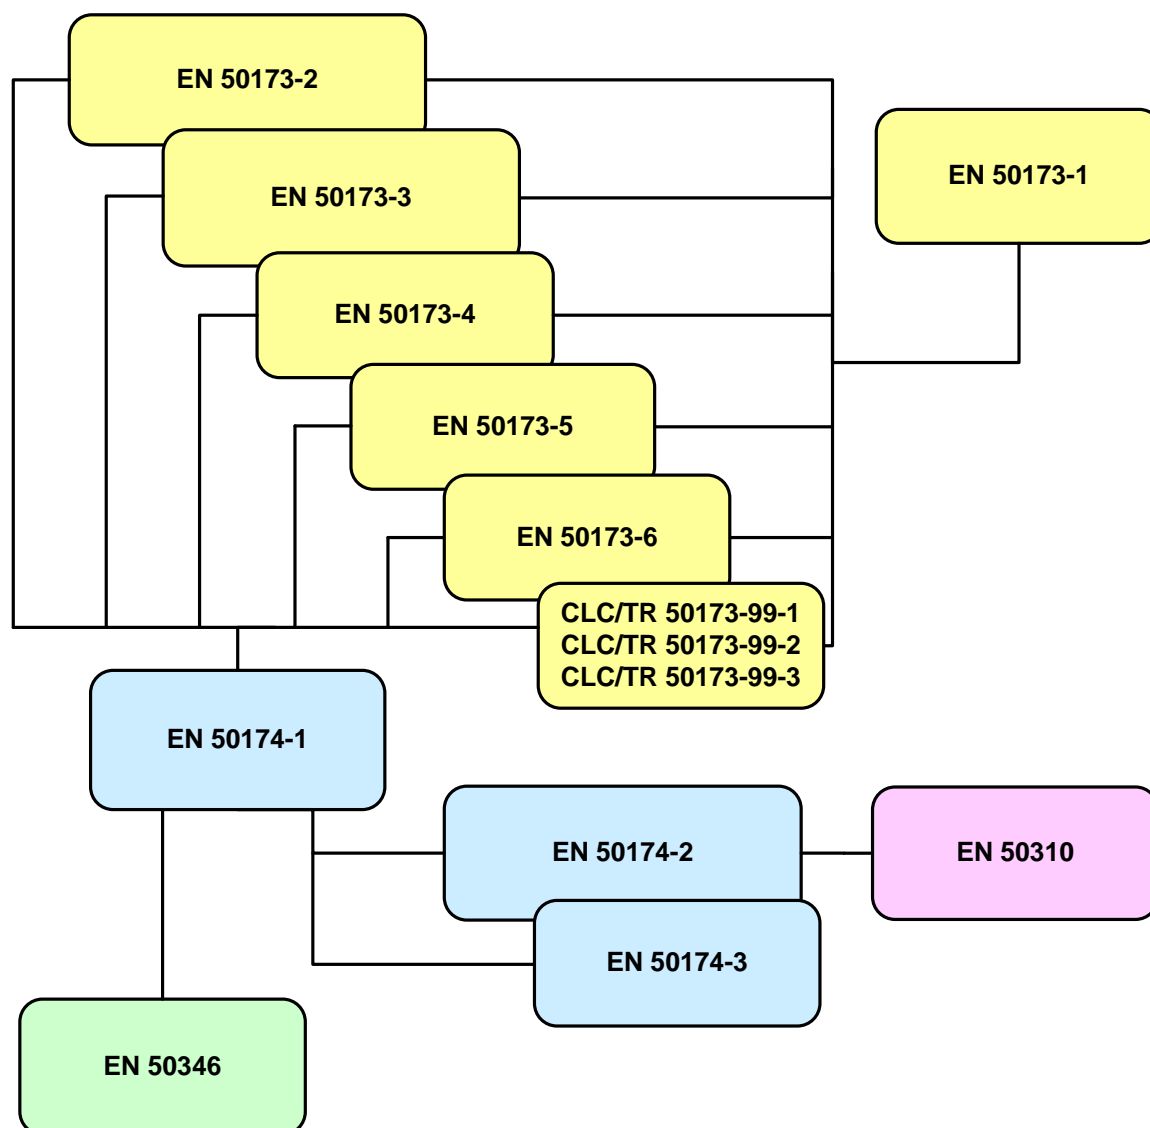 EN 50173-2
EN 50173-1
EN 50173-3
EN 50173-4
EN 50173-5
EN 50173-6
CLC/TR 50173-99-1
CLC/TR 50173-99-2
CLC/TR 50173-99-3
EN 50174-1
EN 50174-2
EN 50310
EN 50174-3
EN 50346